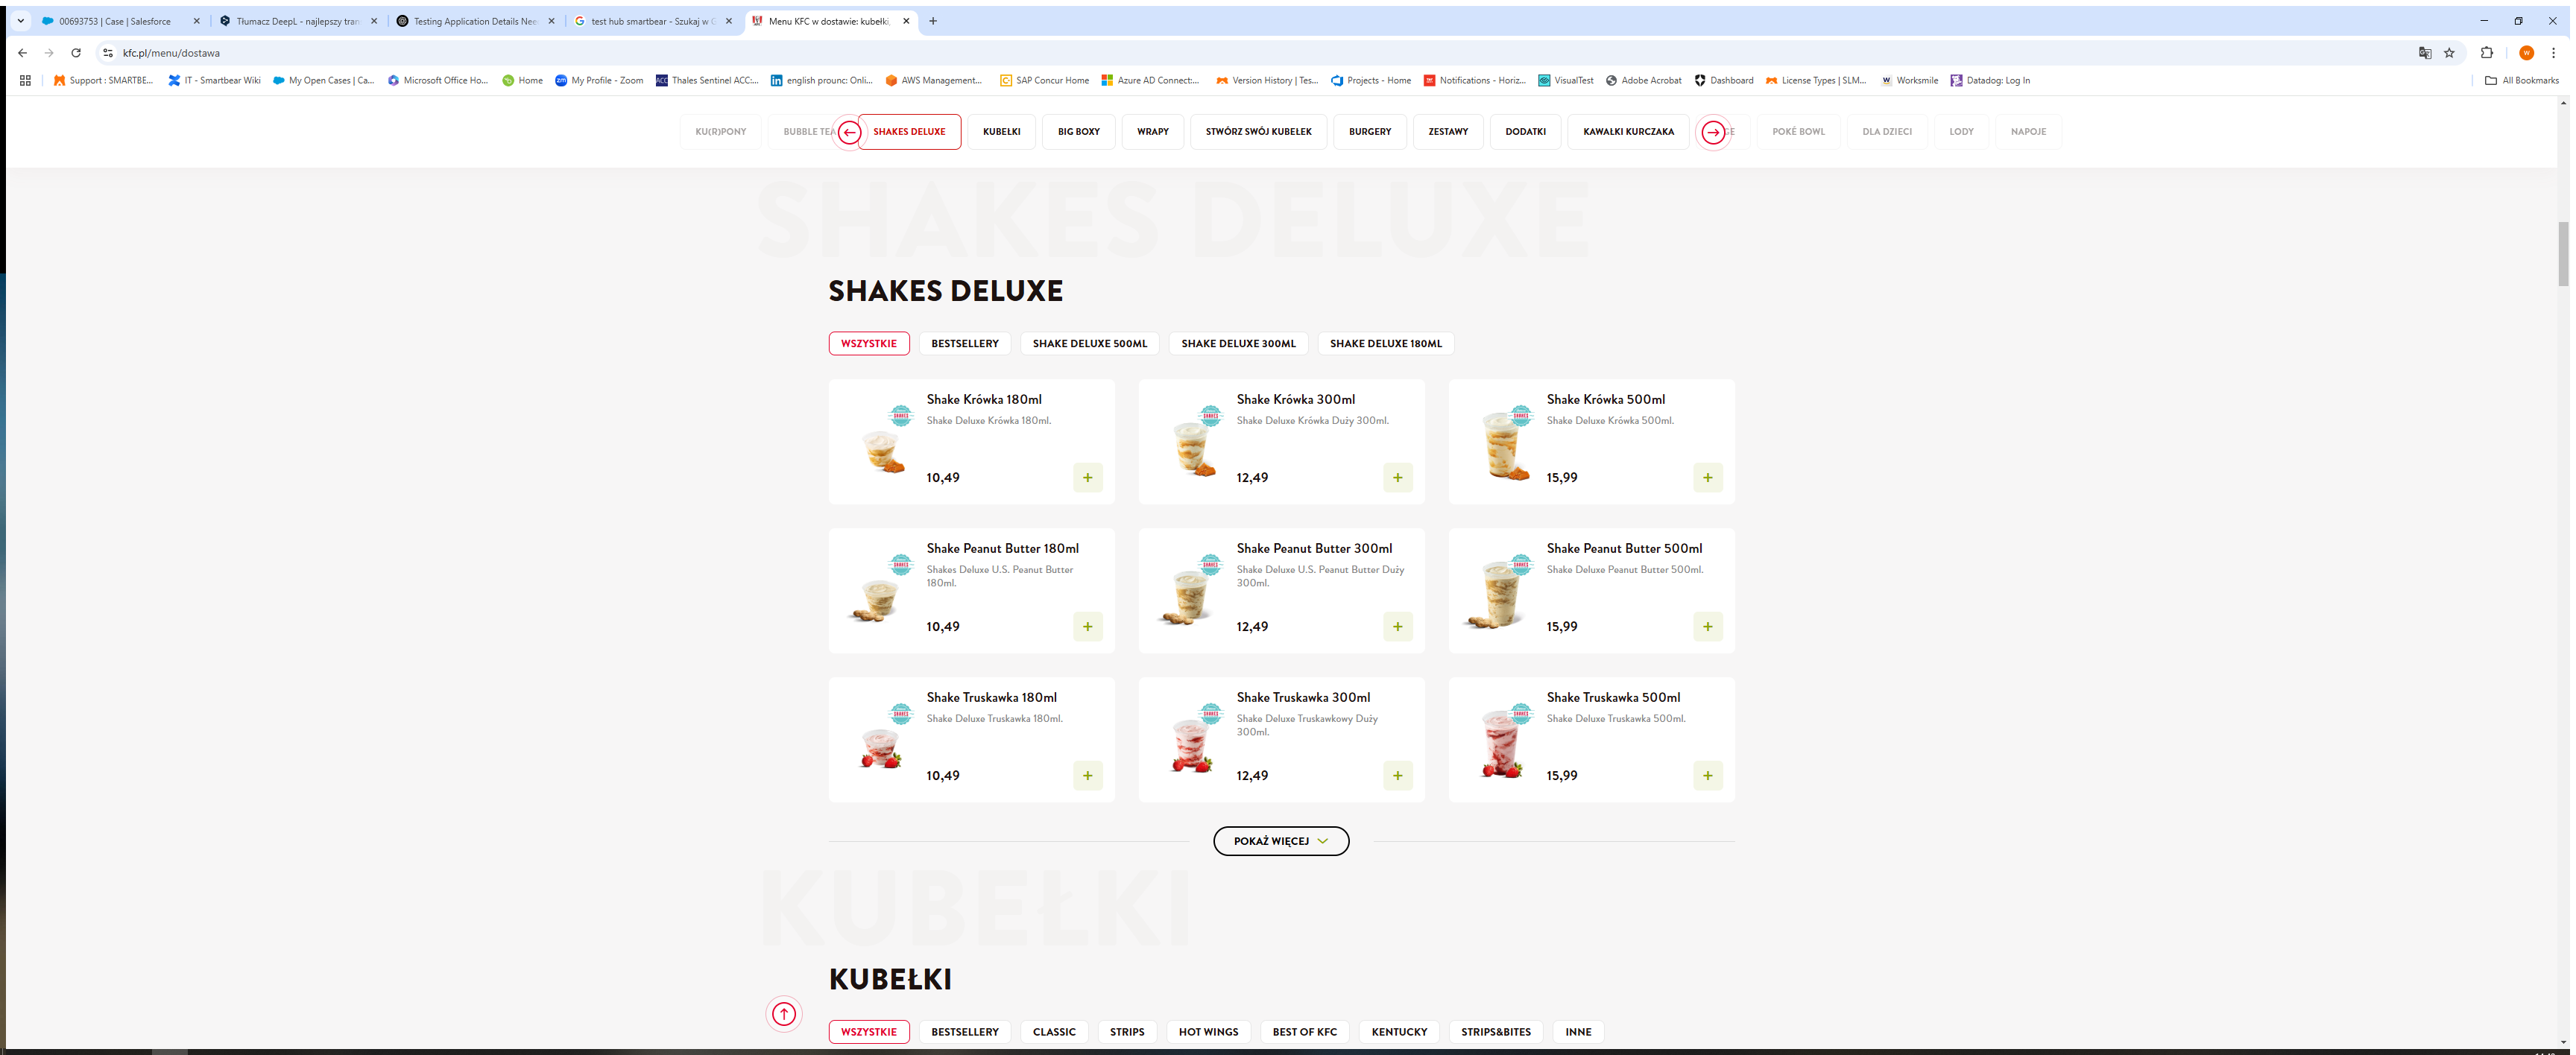 00693753 | Case | Salesforce
Tłumacz DeepL - najlepszy tran
Testing Application Details Nee
test hub smartbear - Szukaj w G
Menu KFC w dostawie: kubełki,
kfc.pl/menu/dostawa
W
Support : SMARTBE...
IT - Smartbear Wiki
My Open Cases | Ca...
Microsoft Office Ho...
Home
My Profile - Zoom
ACC Thales Sentinel ACC:...
english prounc: Onli...
AWS Management...
SAP Concur Home
Azure AD Connect:...
Version History | Tes...
Projects - Home
Notifications - Horiz...
VisualTest
Adobe Acrobat
Dashboard
License Types | SLM...
Worksmile
Datadog: Log In
All Bookmarks
KU(R)PONY
BUBBLE TEA
SHAKES DELUXE
KUBEŁKI
BIG BOXY
WRAPY
STWÓRZ SWÓJ KUBEŁEK
BURGERY
ZESTAWY
DODATKI
KAWAŁKI KURCZAKA
GE
POKÉ BOWL
DLA DZIECI
LODY
NAPOJE
SHAKES DELUXE
SHAKES DELUXE
WSZYSTKIE
BESTSELLERY
SHAKE DELUXE 500ML
SHAKE DELUXE 300ML
SHAKE DELUXE 180ML
Shake Krówka 180ml
Shake Deluxe Krówka 180ml.
10,49
Shake Krówka 300ml
Shake Deluxe Krówka Duży 300ml.
12,49
Shake Krówka 500ml
Shake Deluxe Krówka 500ml.
15,99
Shake Peanut Butter 180ml
Shakes Deluxe U.S. Peanut Butter
180ml.
10,49
Shake Peanut Butter 300ml
Shake Deluxe U.S. Peanut Butter Duży
300ml.
12,49
Shake Peanut Butter 500ml
Shake Deluxe Peanut Butter 500ml.
15,99
Shake Truskawka 180ml
Shake Deluxe Truskawka 180ml.
10,49
Shake Truskawka 300ml
Shake Deluxe Truskawkowy Duży
300ml.
12,49
Shake Truskawka 500ml
Shake Deluxe Truskawka 500ml.
15,99
POKAŻ WIĘCEJ
KUBEŁKI
KUBEŁKI
WSZYSTKIE
BESTSELLERY
CLASSIC
STRIPS
HOT WINGS
BEST OF KFC
KENTUCKY
STRIPS&BITES
INNE